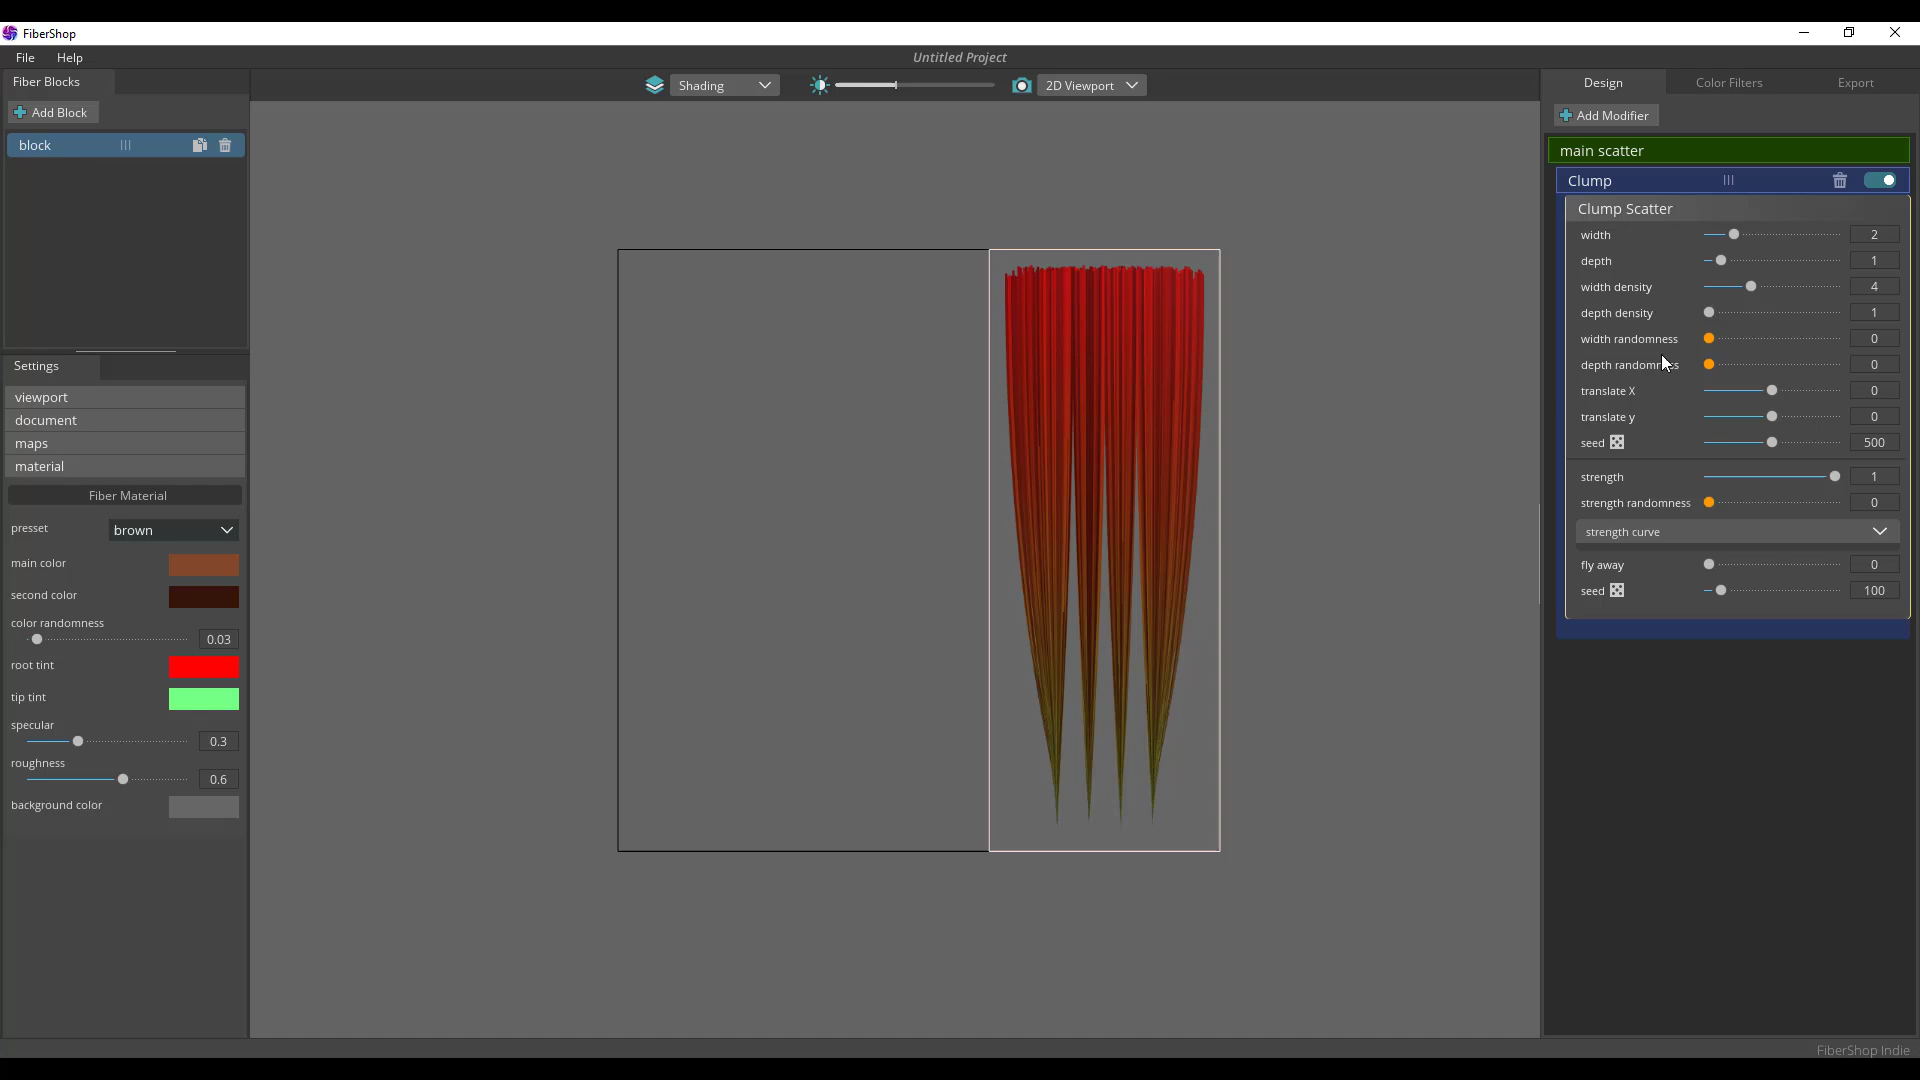 FiberShop
File Help
Untitled Project
Fiber Blocks
Shading
2D Viewport
Design Color Filters Export
Add Block
Add Modifier
block
main scatter
Clump
Clump Scatter
width 2
depth 1
width density 4
depth density 1
width randomness 0
depth randomness 0
translate X 0
translate y 0
seed 500
strength 1
strength randomness 0
strength curve
fly away 0
seed 100
Settings
viewport
document
maps
material
Fiber Material
presset brown
main color
second color
color randomness
0.03
root tint
tip tint
specular
0.3
roughness
0.6
background color
FiberShop Indie